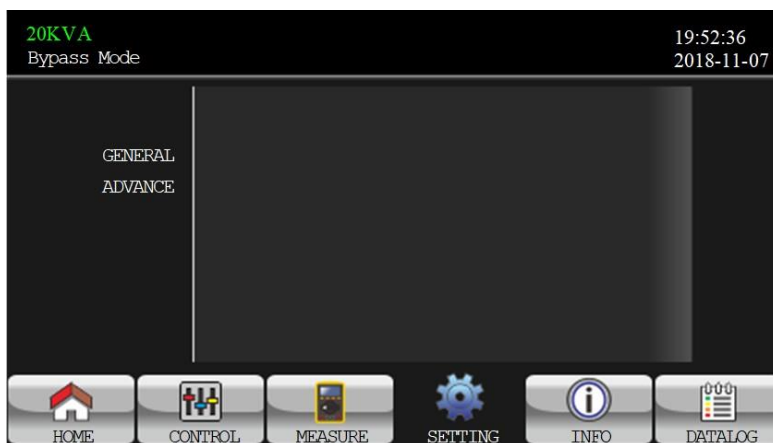 20KVA
Bypass Mode
19:52:36
2018-11-07
GENERAL
ADVANCE
HOME
CONTROL
MEASURE
SETTING
INFO
DATALOG